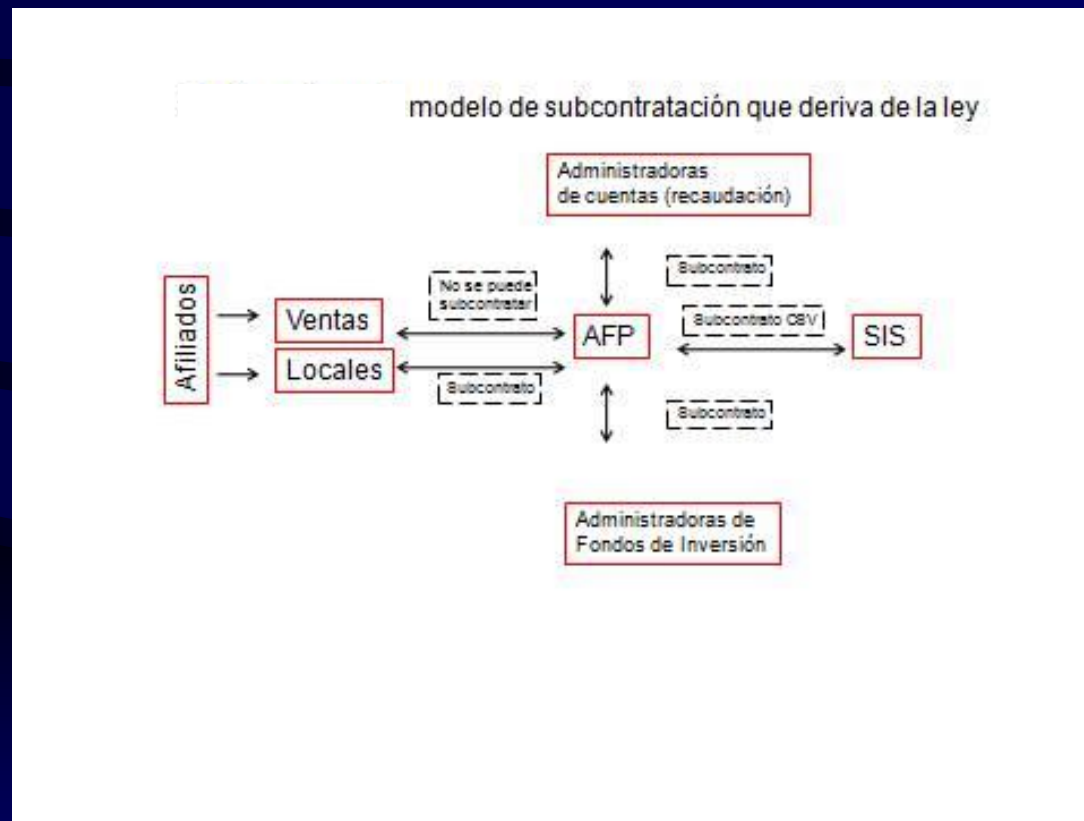 modelo de subcontratación que deriva de la ley
Administradoras
de cuentas (recaudación)
Afiliados
Ventas
Locales
No se puede
subcontratar
Subcontrato
AFP
Subcontrato
Subcontrato CSV
SIS
Subcontrato
Administradoras de
Fondos de Inversión